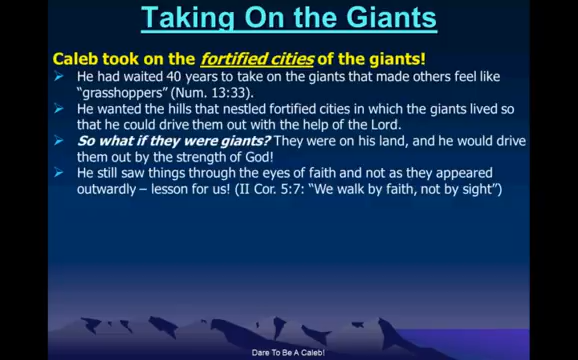 Taking On the Giants
Caleb took on the fortified cities of the giants!
He had waited 40 years to take on the giants that made others feel like
“grasshoppers” (Num. 13:33).
He wanted the hills that nestled fortified cities in which the giants lived so
that he could drive them out with the help of the Lord.
So what if they were giants? They were on his land, and he would drive
them out by the strength of God!
He still saw things through the eyes of faith and not as they appeared
outwardly – lesson for us! (II Cor. 5:7: “We walk by faith, not by sight”)
Dare To Be A Caleb!